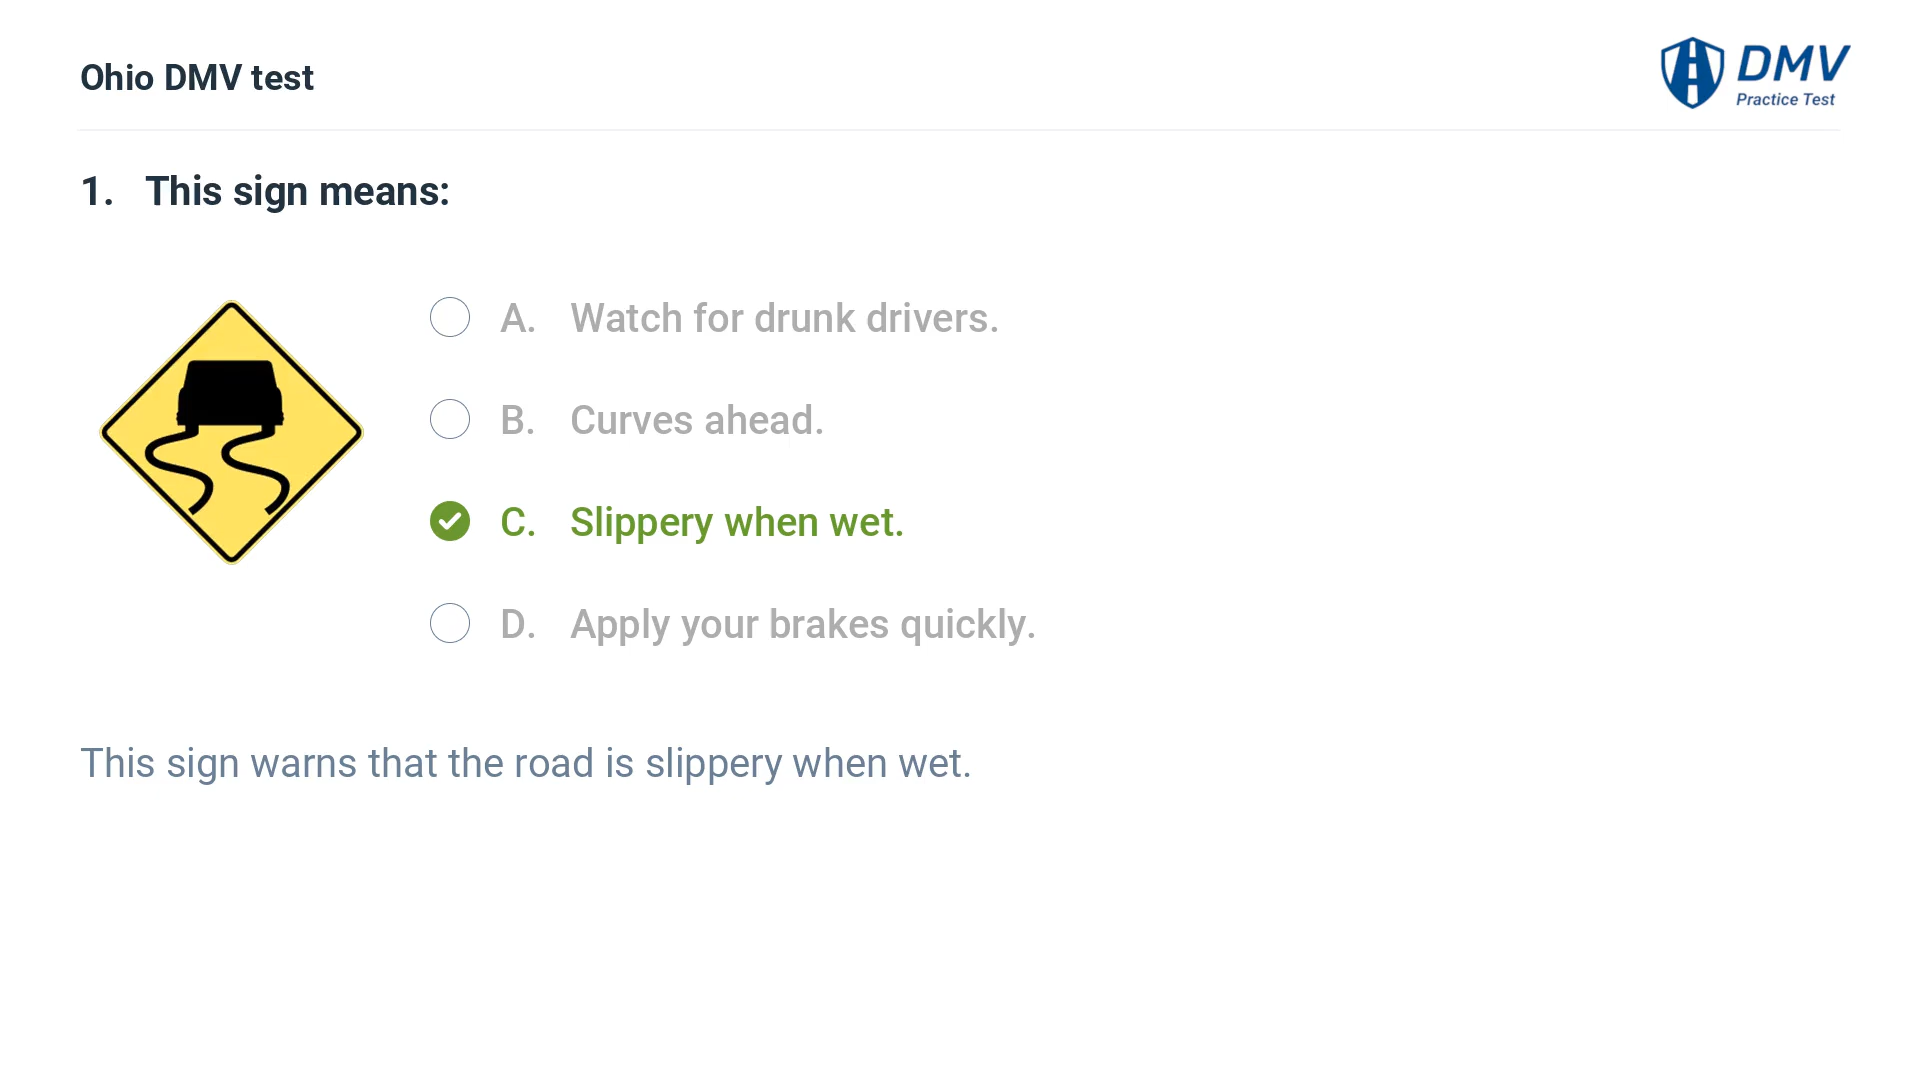 Ohio DMV test
DMV
Practice Test
1. This sign means:
A. Watch for drunk drivers.
B. Curves ahead.
C. Slippery when wet.
D. Apply your brakes quickly.
This sign warns that the road is slippery when wet.